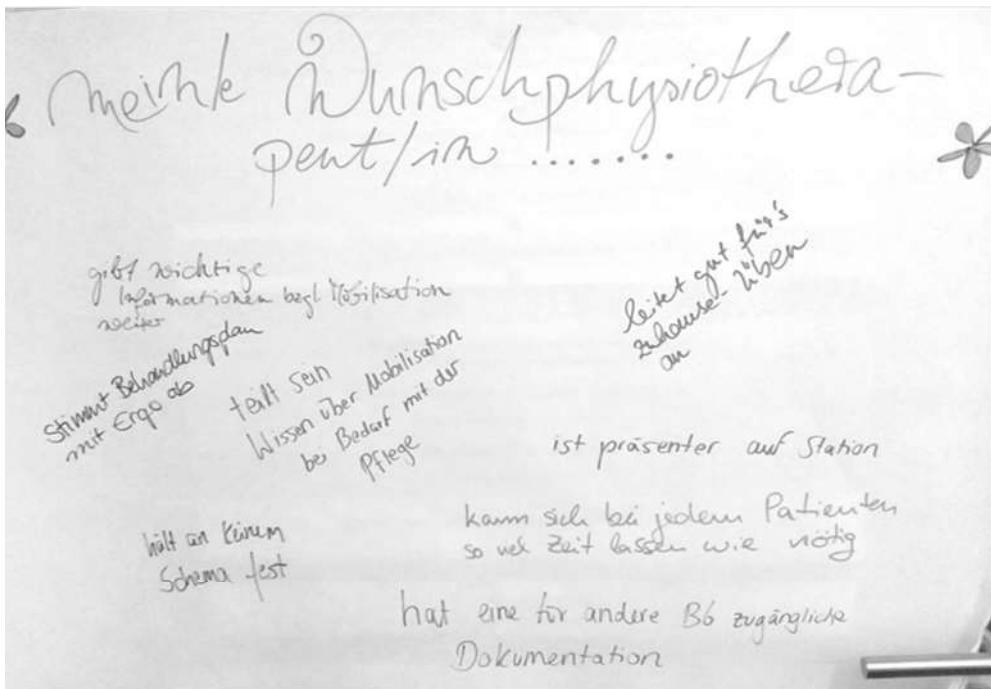 meine Wunschphysiothera-
peut/in .......
gibt wichtige
Informationen bezgl. Mobilisation
weiter
leitet gut für's
zuhause-üben
an
Stimmt Behandlungsplan
mit Ergo ab
teilt sein
Wissen über Mobilisation
bei Bedarf mit der
Pflege
ist präsenter auf Station
hält an keinem
Schema fest
kann sich bei jedem Patienten
so viel Zeit lassen wie nötig
hat eine für andere BG zugängliche
Dokumentation